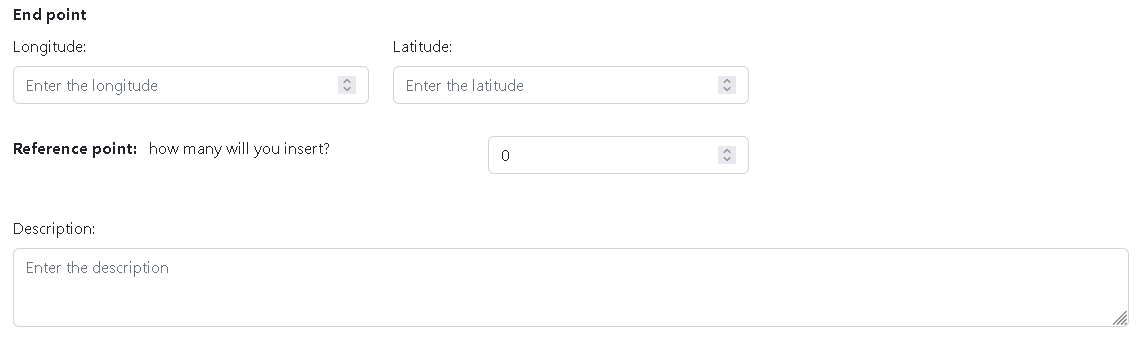 End point
Longitude: Latitude:
Enter the longitude Enter the latitude
Reference point: how many will you insert? 0
Description:
Enter the description